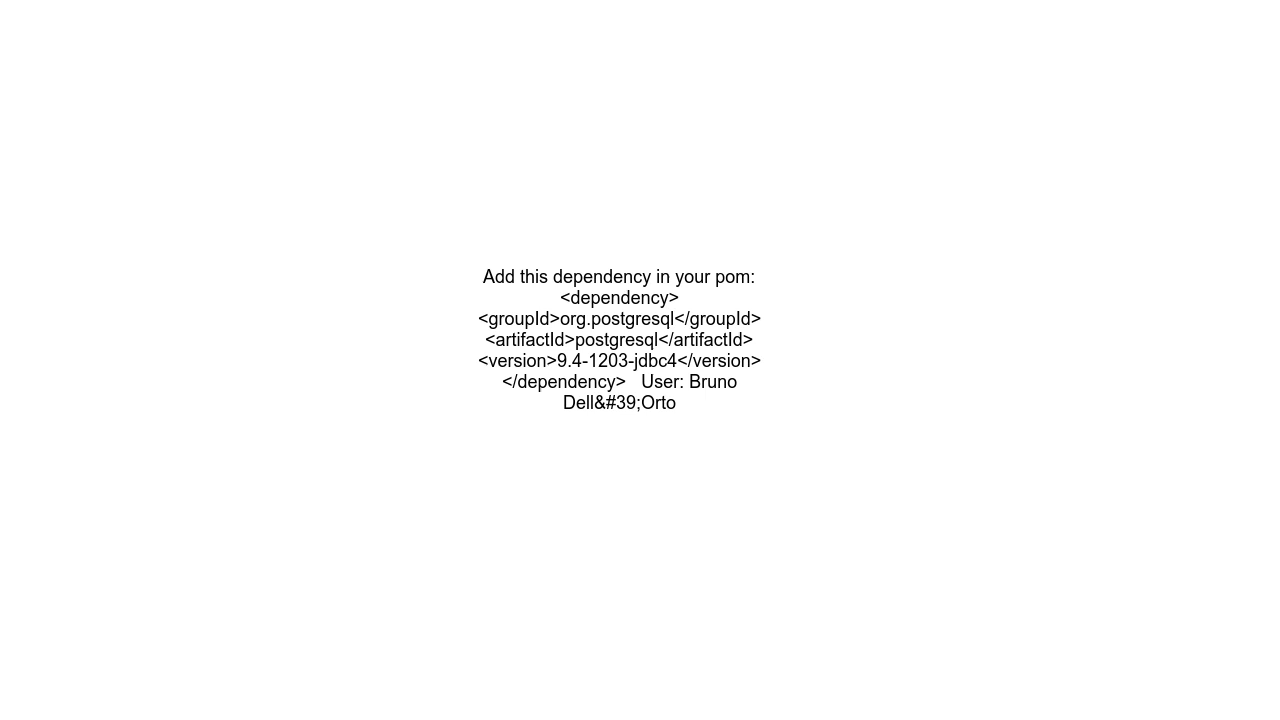 Add this dependency in your pom:
<dependency>
<groupId>org.postgresql</groupId>
<artifactId>postgresql</artifactId>
<version>9.4-1203-jdbc4</version>
</dependency>   User: Bruno
Dell&#39;Orto